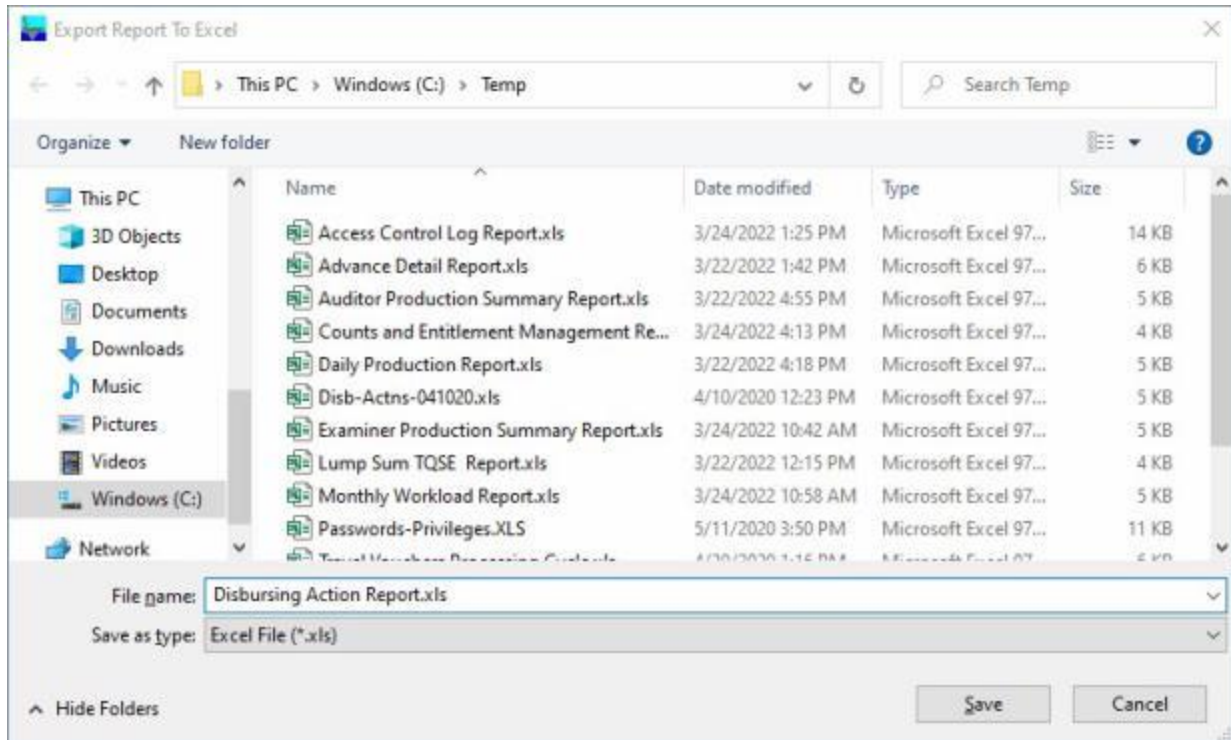 Export Report To Excel
This PC > Windows (C:) > Temp
Search Temp
Organize
New folder
Name Date modified Type Size
This PC
3D Objects
Desktop
Documents
Downloads
Music
Pictures
Videos
Windows (C:)
Network
Access Control Log Report.xls 3/24/2022 1:25 PM Microsoft Excel 97... 14 KB
Advance Detail Report.xls 3/22/2022 1:42 PM Microsoft Excel 97... 6 KB
Auditor Production Summary Report.xls 3/22/2022 4:55 PM Microsoft Excel 97... 5 KB
Counts and Entitlement Management Re... 3/24/2022 4:13 PM Microsoft Excel 97... 4 KB
Daily Production Report.xls 3/22/2022 4:18 PM Microsoft Excel 97... 5 KB
Disb-Actns-041020.xls 4/10/2020 12:23 PM Microsoft Excel 97... 5 KB
Examiner Production Summary Report.xls 3/24/2022 10:42 AM Microsoft Excel 97... 5 KB
Lump Sum TQSE Report.xls 3/22/2022 12:15 PM Microsoft Excel 97... 4 KB
Monthly Workload Report.xls 3/24/2022 10:58 AM Microsoft Excel 97... 5 KB
Passwords-Privileges.XLS 5/11/2020 3:50 PM Microsoft Excel 97... 11 KB
File name: Disbursing Action Report.xls
Save as type: Excel File (*.xls)
Hide Folders
Save
Cancel